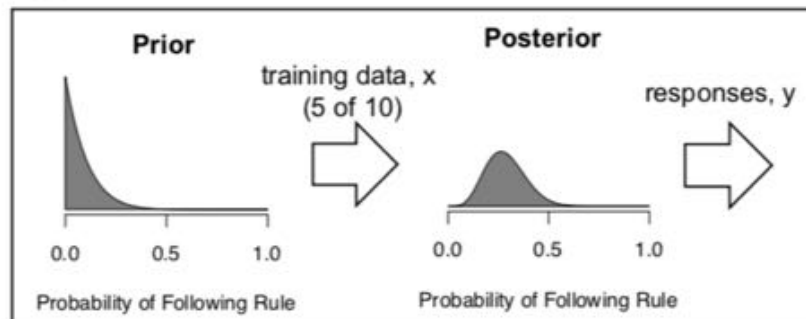 Prior
training data, x
(5 of 10)
Posterior
responses, y
0.0 0.5 1.0
Probability of Following Rule
0.0 0.5 1.0
Probability of Following Rule